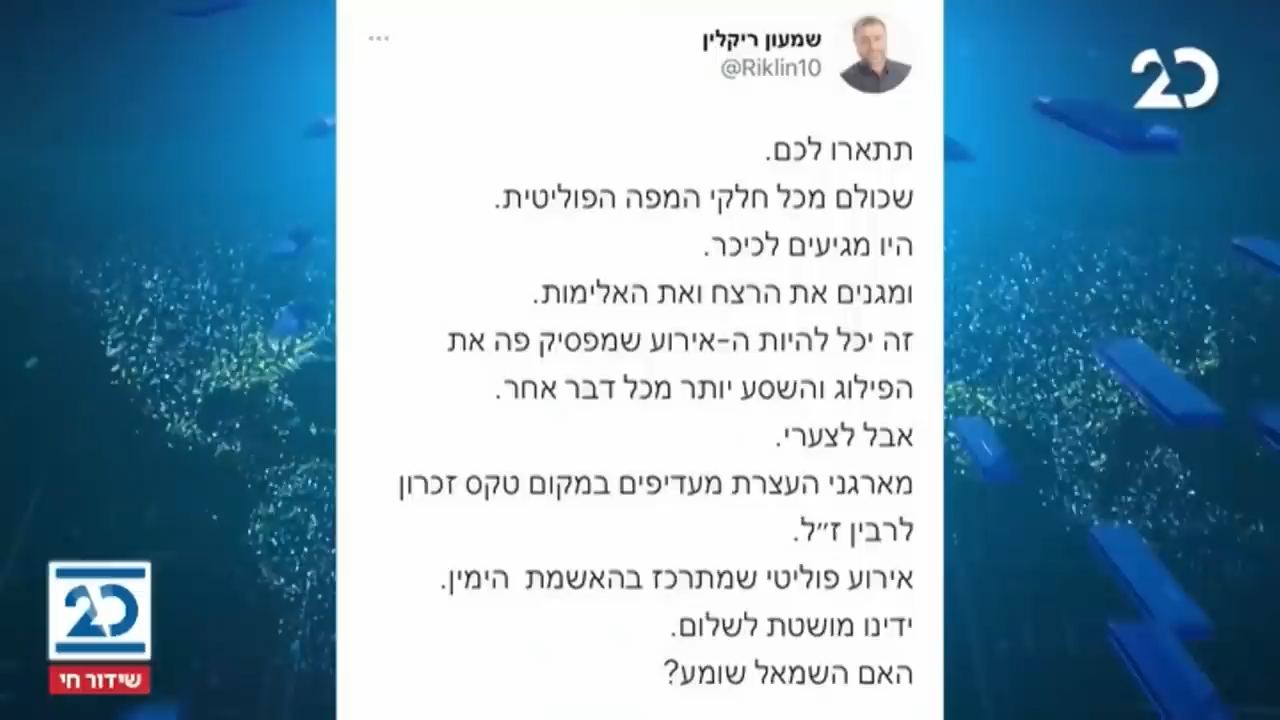 שמעון ריקלין
@Riklin10
20
תתארו לכם.
שכולם מכל חלקי המפה הפוליטית.
היו מגיעים לכיכר.
ומגנים את הרצח ואת האלימות.
זה יכל להיות ה-אירוע שמפסיק פה את
הפילוג והשסע יותר מכל דבר אחר.
אבל לצערי.
מארגני העצרת מעדיפים במקום טקס זכרון
לרבין ז״ל.
אירוע פוליטי שמתרכז בהאשמת הימין.
ידינו מושטת לשלום.
האם השמאל שומע?
20
שידור חי